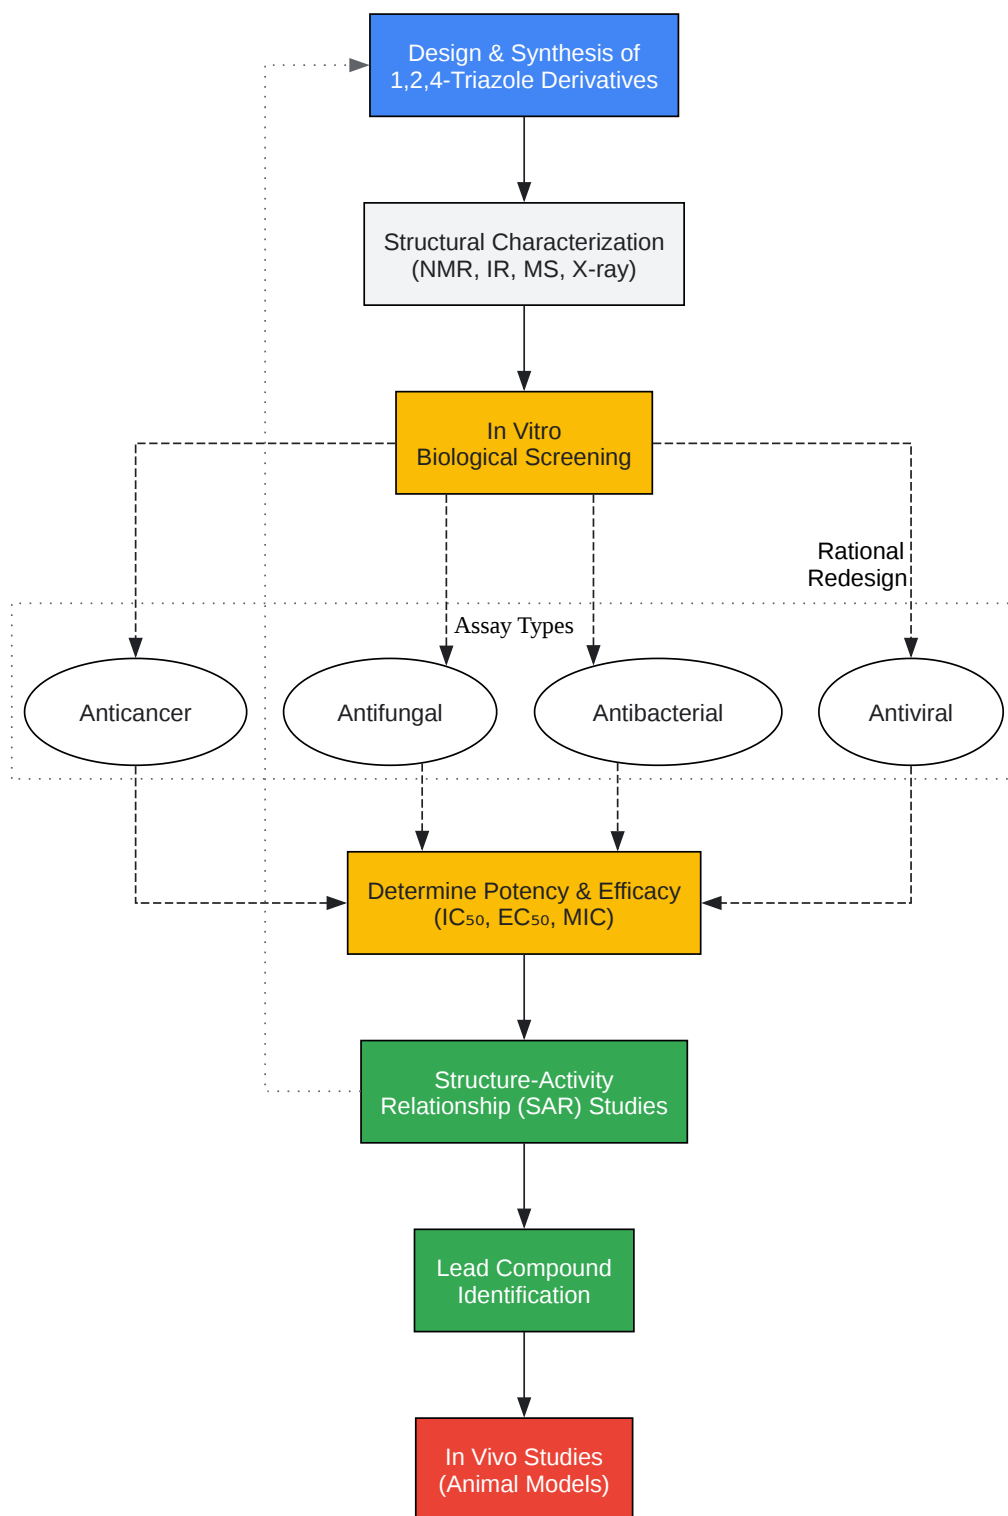 Design & Synthesis of
1,2,4-Triazole Derivatives
Structural Characterization
(NMR, IR, MS, X-ray)
In Vitro
Biological Screening
Rational
Redesign
Assay Types
Anticancer
Antifungal
Antibacterial
Antiviral
Determine Potency & Efficacy
(IC₅₀, EC₅₀, MIC)
Structure-Activity
Relationship (SAR) Studies
Lead Compound
Identification
In Vivo Studies
(Animal Models)